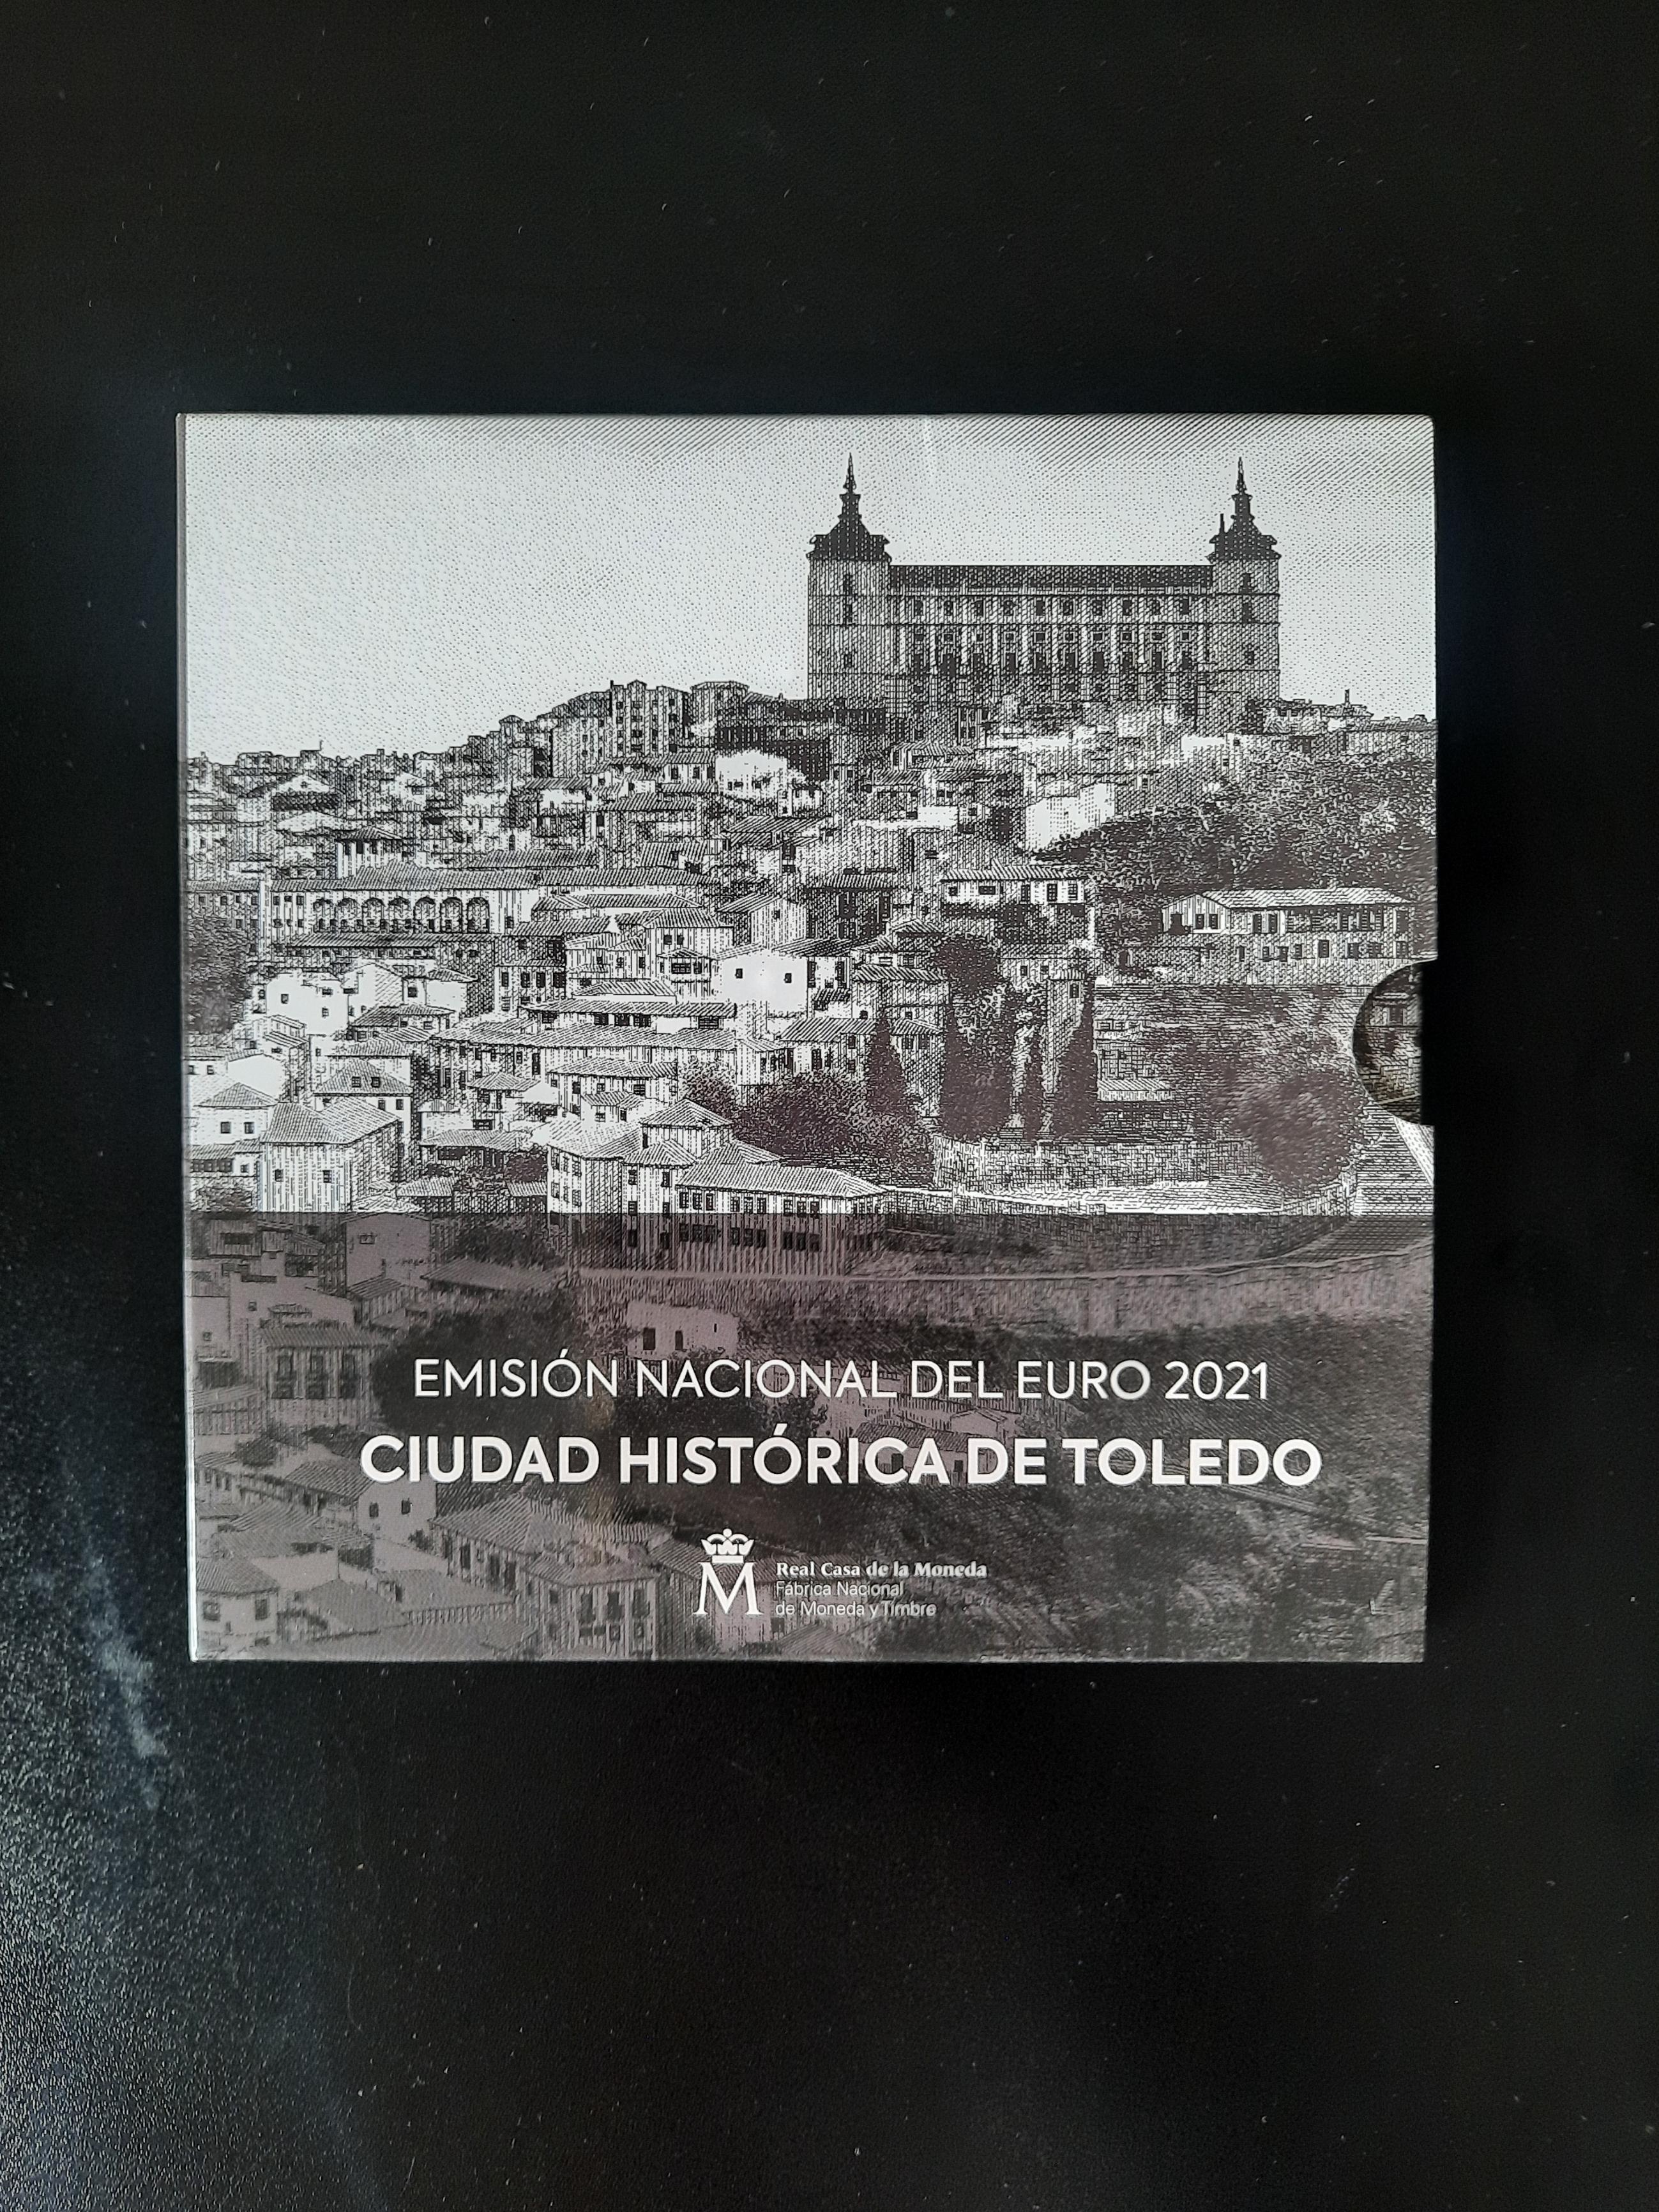 EMISIÓN NACIONAL DEL EURO 2021
CIUDAD HISTÓRICA DE TOLEDO
M
Real Casa de la Moneda
Fábrica Nacional
de Moneda y Timbre